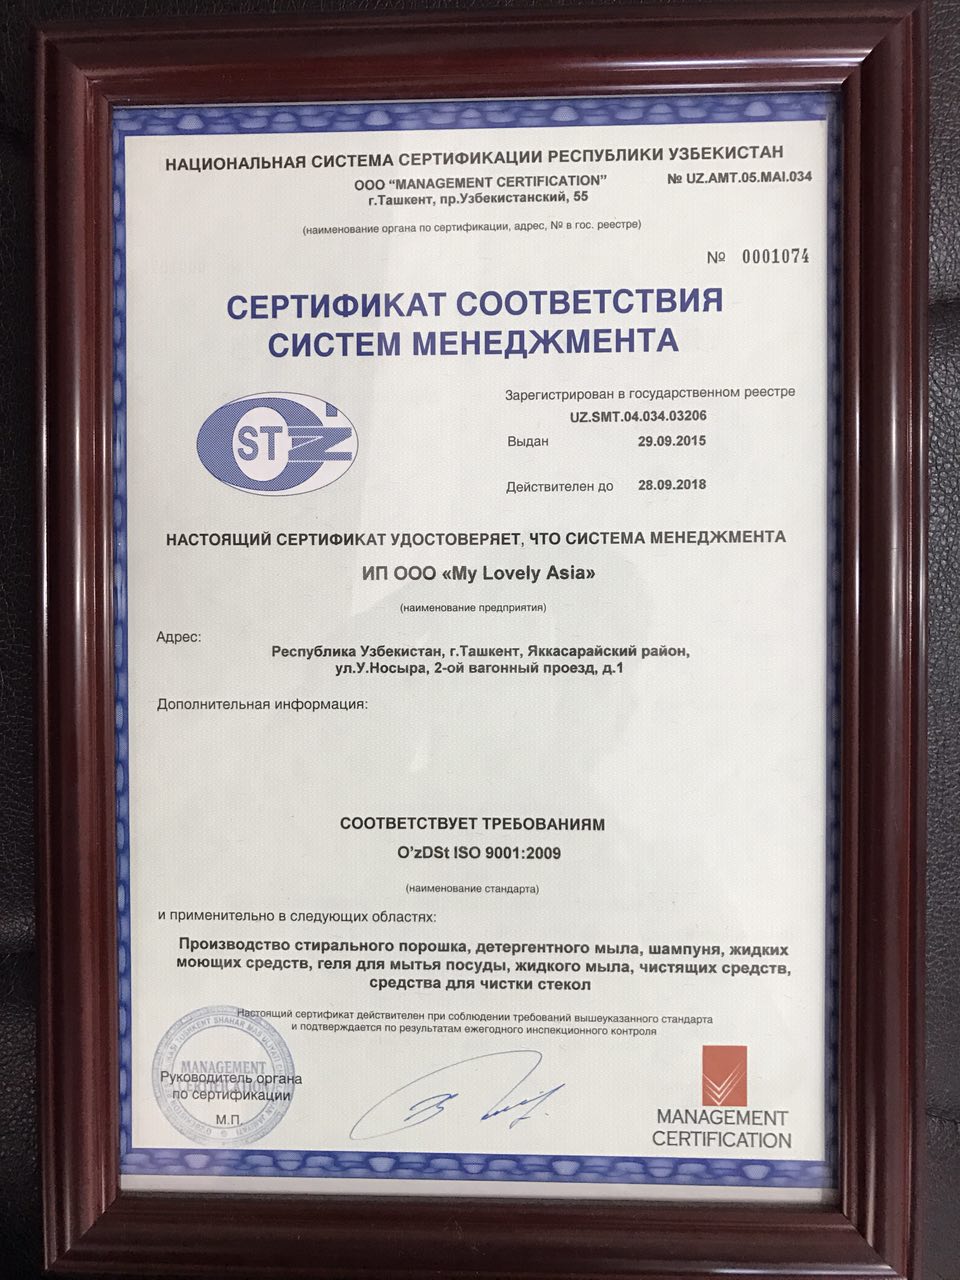 НАЦИОНАЛЬНАЯ СИСТЕМА СЕРТИФИКАЦИИ РЕСПУБЛИКИ УЗБЕКИСТАН
ООО “MANAGEMENT CERTIFICATION” № UZ.AMT.05.MAI.034
г.Ташкент, пр.Узбекистанский, 55
(наименование органа по сертификации, адрес, № в гос. реестре)
№ 0001074
СЕРТИФИКАТ СООТВЕТСТВИЯ
СИСТЕМ МЕНЕДЖМЕНТА
Зарегистрирован в государственном реестре
UZ.SMT.04.034.03206
ST
Выдан 29.09.2015
Действителен до 28.09.2018
НАСТОЯЩИЙ СЕРТИФИКАТ УДОСТОВЕРЯЕТ, ЧТО СИСТЕМА МЕНЕДЖМЕНТА
ИП ООО «My Lovely Asia»
(наименование предприятия)
Адрес:
Республика Узбекистан, г.Ташкент, Яккасарайский район,
ул.У.Носыра, 2-ой вагонный проезд, д.1
Дополнительная информация:
СООТВЕТСТВУЕТ ТРЕБОВАНИЯМ
O’zDSt ISO 9001:2009
(наименование стандарта)
и применительно в следующих областях:
Производство стирального порошка, детергентного мыла, шампуня, жидких
моющих средств, геля для мытья посуды, жидкого мыла, чистящих средств,
средства для чистки стекол
Настоящий сертификат действителен при соблюдении требований вышеуказанного стандарта
и подтверждается по результатам ежегодного инспекционного контроля
MANAGEMENT
CERTIFICATION
Руководитель органа
по сертификации
М.П.
MANAGEMENT
CERTIFICATION